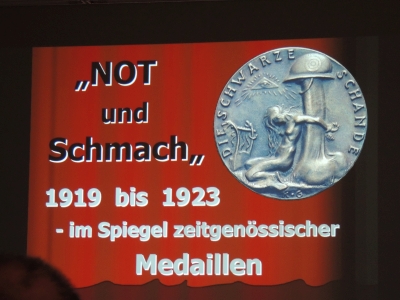 „NOT
und
Schmach„
1919 bis 1923
- im Spiegel zeitgenössischer
Medaillen
DIE SCHWARZE SCHANDE